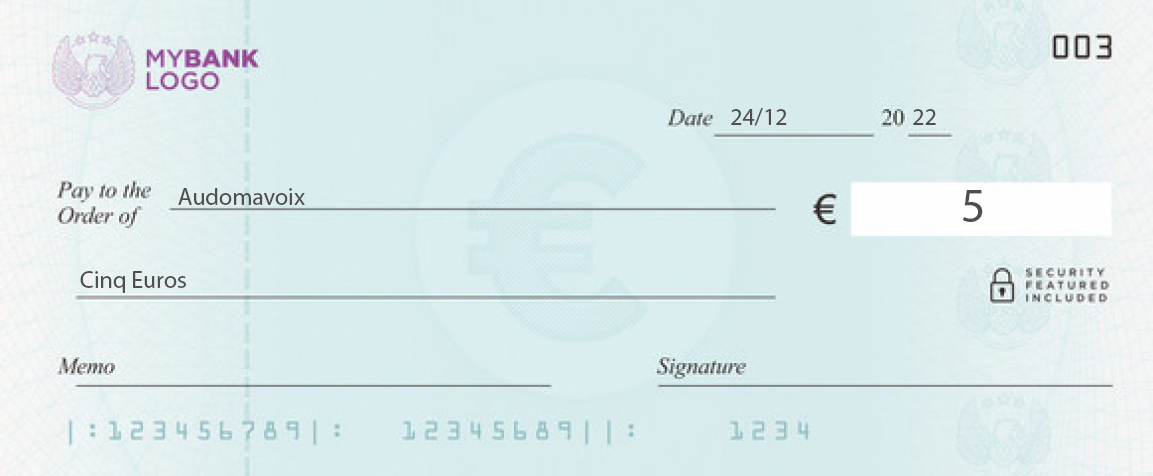 MYBANK
LOGO
003
Date 24/12 20 22
Pay to the
Order of Audomavoix € 5
Cinq Euros
SECURITY
FEATURED
INCLUDED
Memo Signature
|:123456789|: 12345689||: 1234